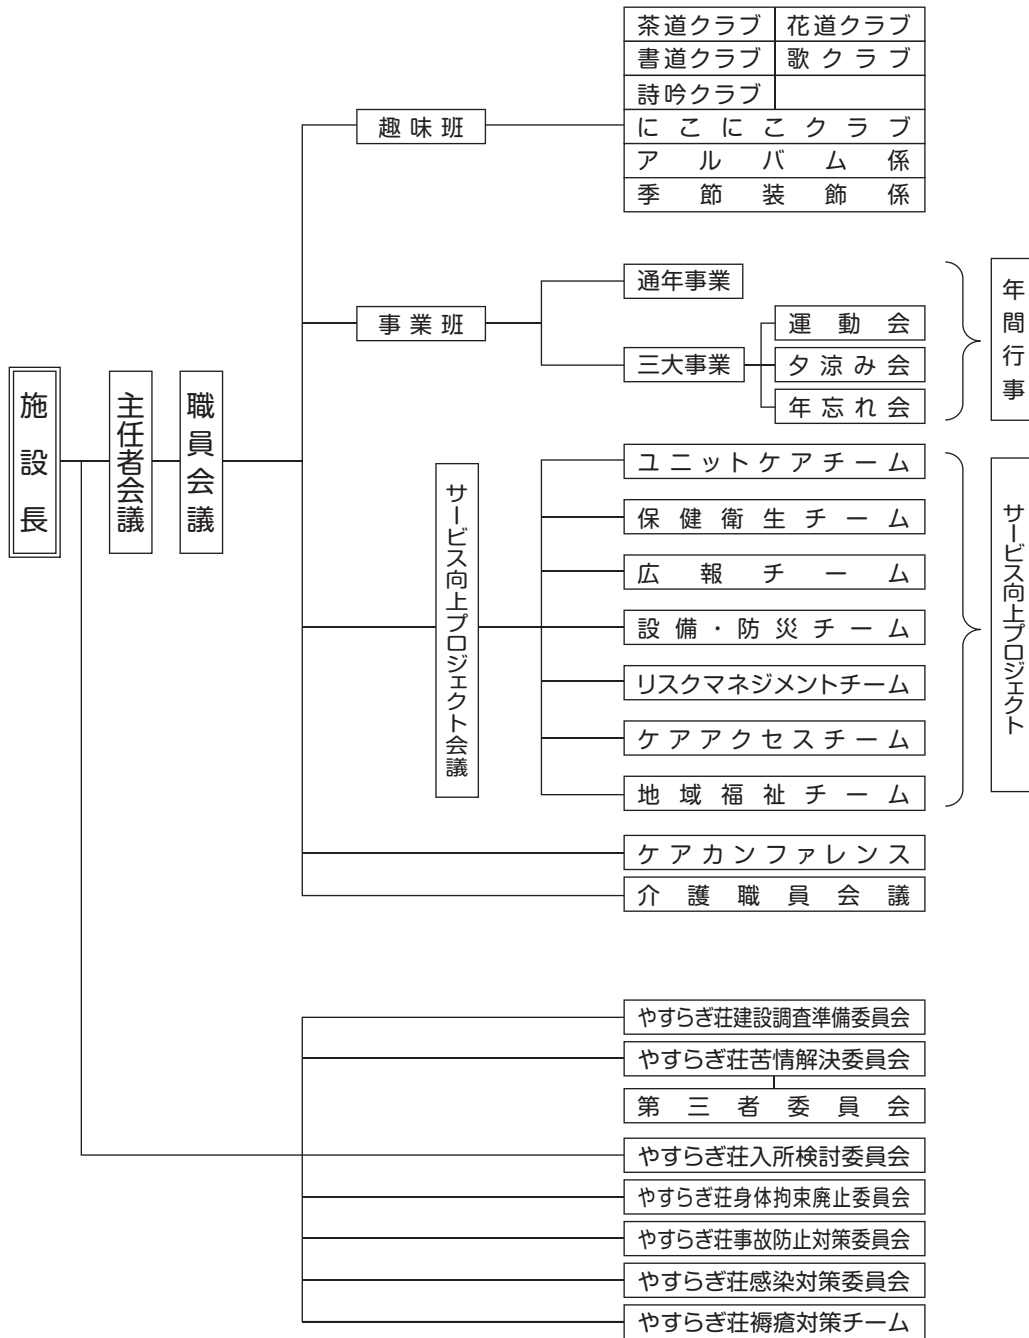 茶道クラブ 花道クラブ
書道クラブ 歌クラブ
詩吟クラブ
趣味班
にこにこクラブ
アルバム係
季節装飾係
通年事業
事業班
運動会
三大事業
夕涼み会
年忘れ会
年間行事
施設長
主任者会議
職員会議
サービス向上プロジェクト会議
ユニットケアチーム
保健衛生チーム
広報チーム
設備・防災チーム
リスクマネジメントチーム
ケアアクセスチーム
地域福祉チーム
サービス向上プロジェクト
ケアカンファレンス
介護職員会議
やすらぎ荘建設調査準備委員会
やすらぎ荘苦情解決委員会
第三者委員会
やすらぎ荘入所検討委員会
やすらぎ荘身体拘束廃止委員会
やすらぎ荘事故防止対策委員会
やすらぎ荘感染対策委員会
やすらぎ荘褥瘡対策チーム